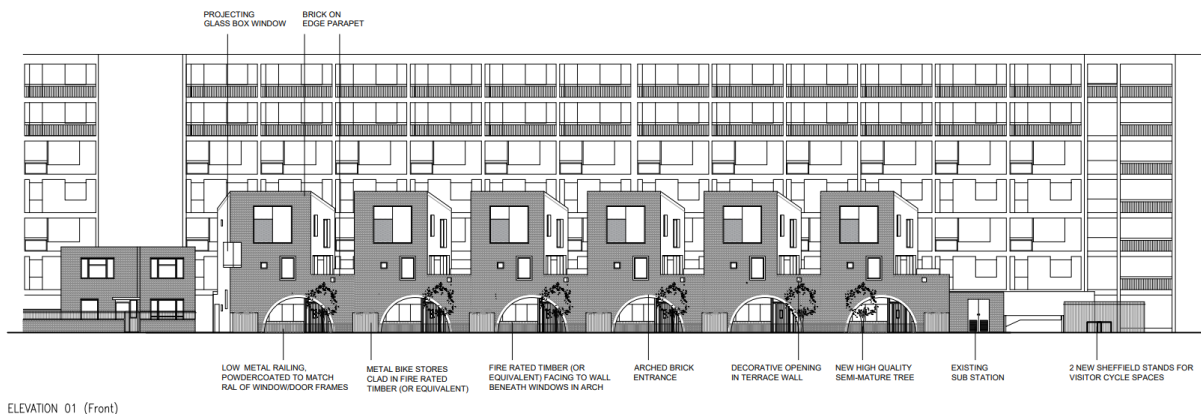 PROJECTING
GLASS BOX WINDOW
BRICK ON
EDGE PARAPET
LOW METAL RAILING,
POWDERCOATED TO MATCH
RAL OF WINDOW/DOOR FRAMES
METAL BIKE STORES
CLAD IN FIRE RATED
TIMBER (OR EQUIVALENT)
FIRE RATED TIMBER (OR
EQUIVALENT) FACING TO WALL
BENEATH WINDOWS IN ARCH
ARCHED BRICK
ENTRANCE
DECORATIVE OPENING
IN TERRACE WALL
NEW HIGH QUALITY
SEMI-MATURE TREE
EXISTING
SUB STATION
2 NEW SHEFFIELD STANDS FOR
VISITOR CYCLE SPACES
ELEVATION 01 (Front)